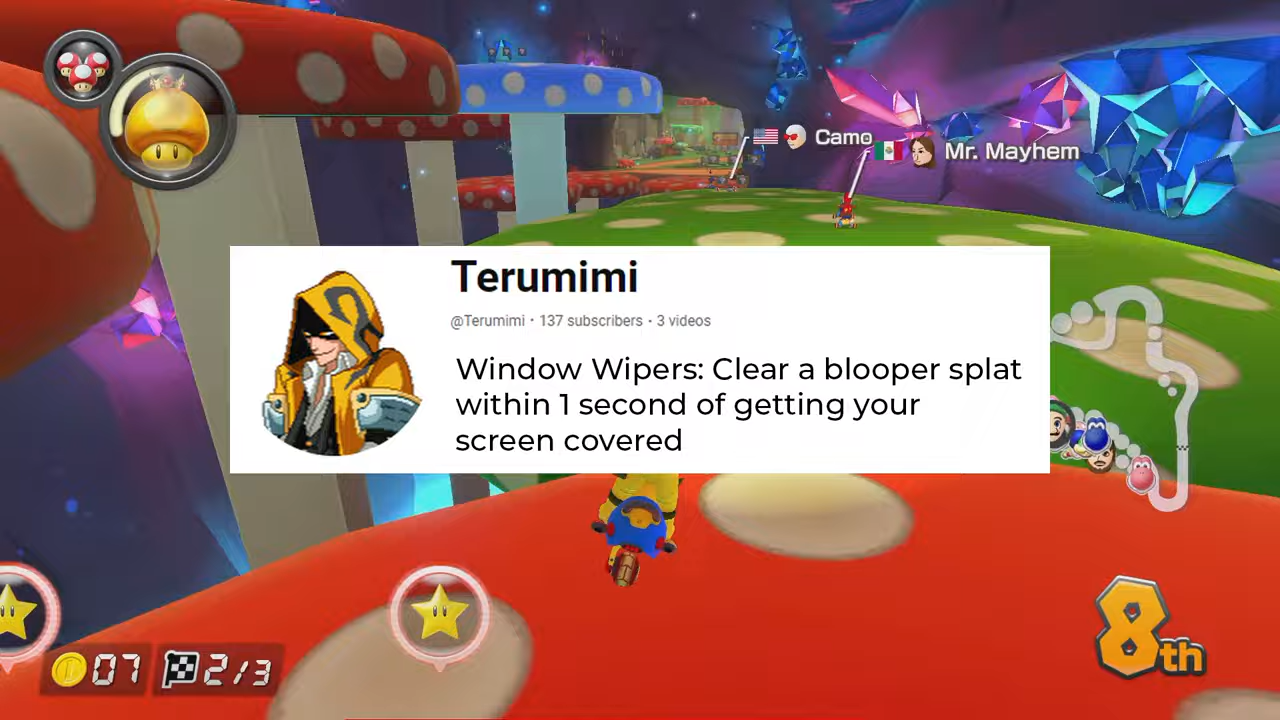 Camo
Mr. Mayhem
Terumimi
@Terumimi · 137 subscribers · 3 videos
Window Wipers: Clear a blooper splat
within 1 second of getting your
screen covered
07 2/3
8th